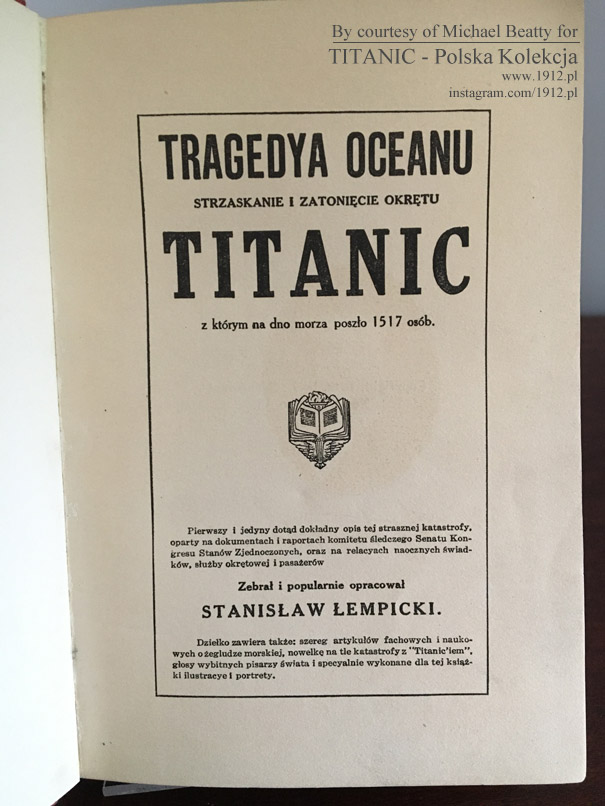 By courtesy of Michael Beatty for
TITANIC - Polska Kolekcja
www.1912.pl
instagram.com/1912.pl
TRAGEDYA OCEANU
STRZASKANIE I ZATONIĘCIE OKRĘTU
TITANIC
z którym na dno morza poszło 1517 osób.
Pierwszy i jedyny dotąd dokładny opis tej strasznej katastrofy,
oparty na dokumentach i raportach komitetu śledczego Senatu Kon-
gresu Stanów Zjednoczonych, oraz na relacyach naocznych świad-
ków, służby okrętowej i pasażerów
Zebrał i popularnie opracował
STANISŁAW ŁEMPICKI.
Dziełko zawiera także: szereg artykułów fachowych i nauko-
wych o żegludze morskiej, nowelkę na tle katastrofy z "Titanic'iem",
głosy wybitnych pisarzy świata i specyalnie wykonane dla tej książ-
ki ilustracye i portrety.